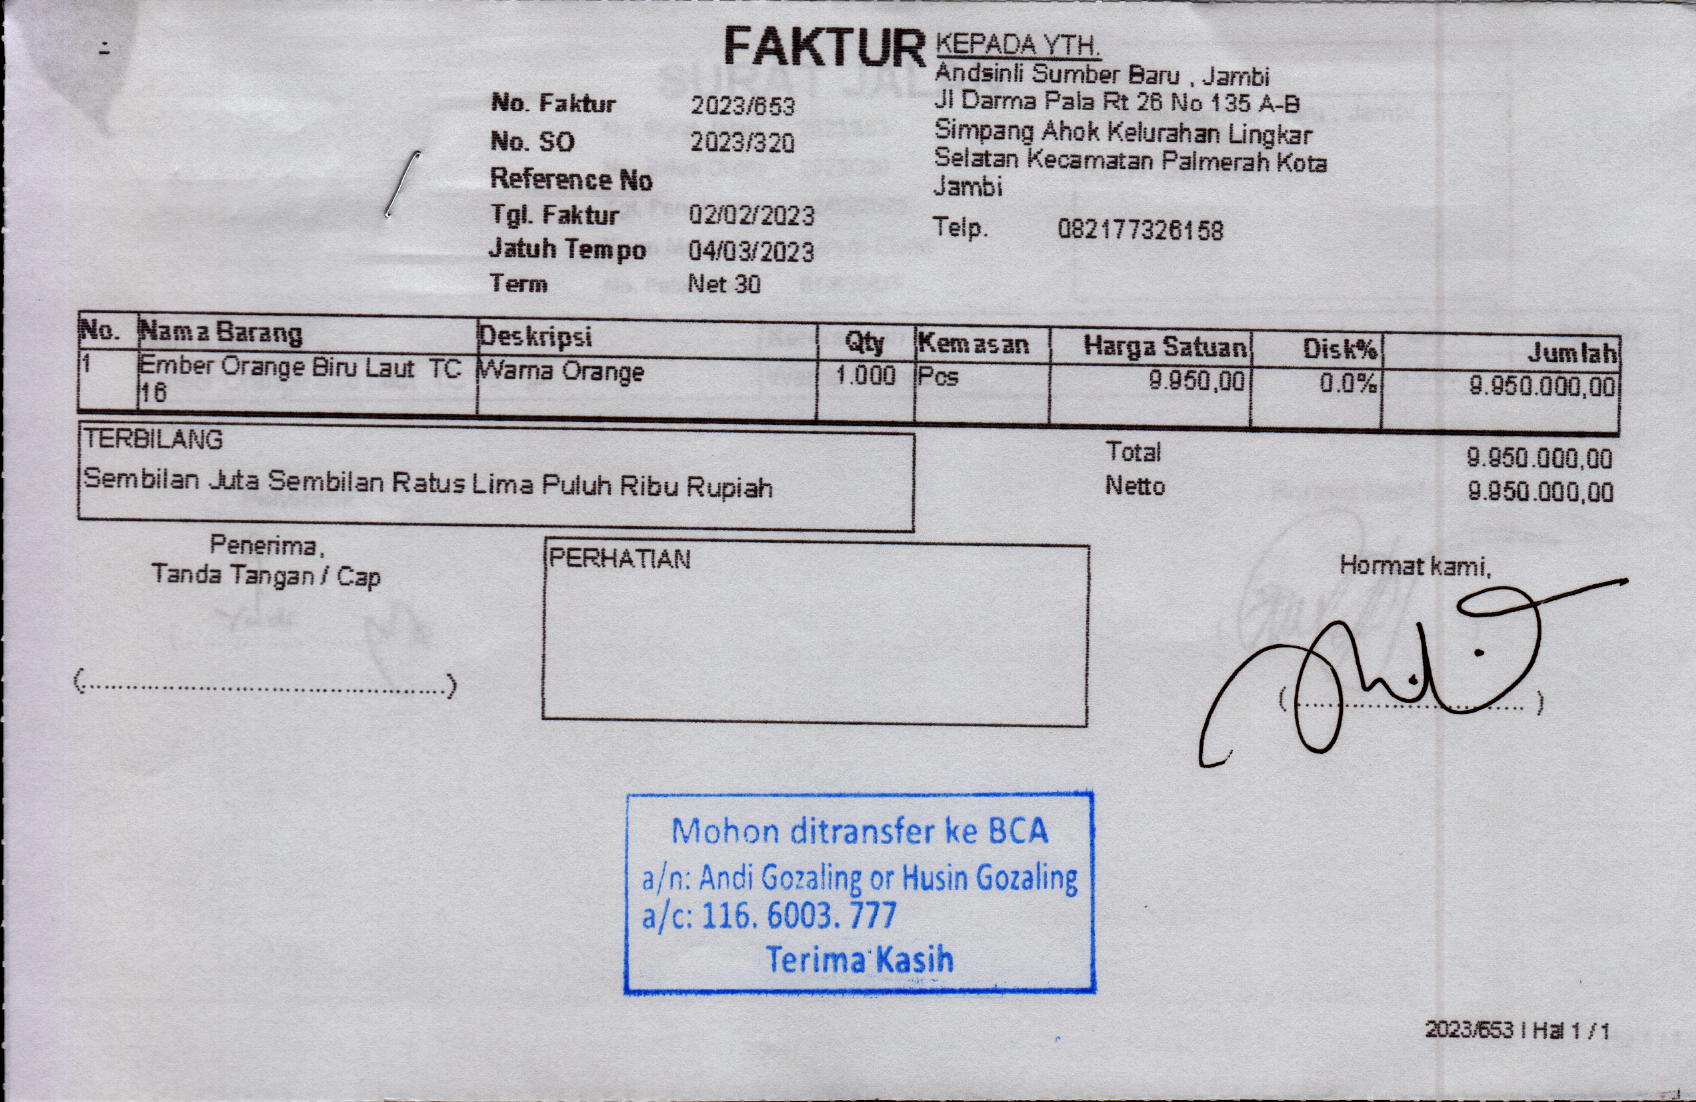 FAKTUR
No. Faktur 2023/653
No. SO 2023/320
Reference No
Tgl. Faktur 02/02/2023
Jatuh Tempo 04/03/2023
Term Net 30
KEPADA YTH.
Andsinli Sumber Baru , Jambi
Jl Darma Pala Rt 26 No 135 A-B
Simpang Ahok Kelurahan Lingkar
Selatan Kecamatan Palmerah Kota
Jambi
Telp. 082177326158
No. Nama Barang Deskripsi Qty Kemasan Harga Satuan Disk% Jumlah
1 Ember Orange Biru Laut TC Warna Orange 1.000 Pcs 9.950,00 0.0% 9.950.000,00
16
TERBILANG
Sembilan Juta Sembilan Ratus Lima Puluh Ribu Rupiah
Total 9.950.000,00
Netto 9.950.000,00
Penerima,
Tanda Tangan / Cap
(................................................)
PERHATIAN
Hormat kami,
(................................ )
Mohon ditransfer ke BCA
a/n: Andi Gozaling or Husin Gozaling
a/c: 116. 6003. 777
Terima Kasih
2023/653 | Hal 1 / 1